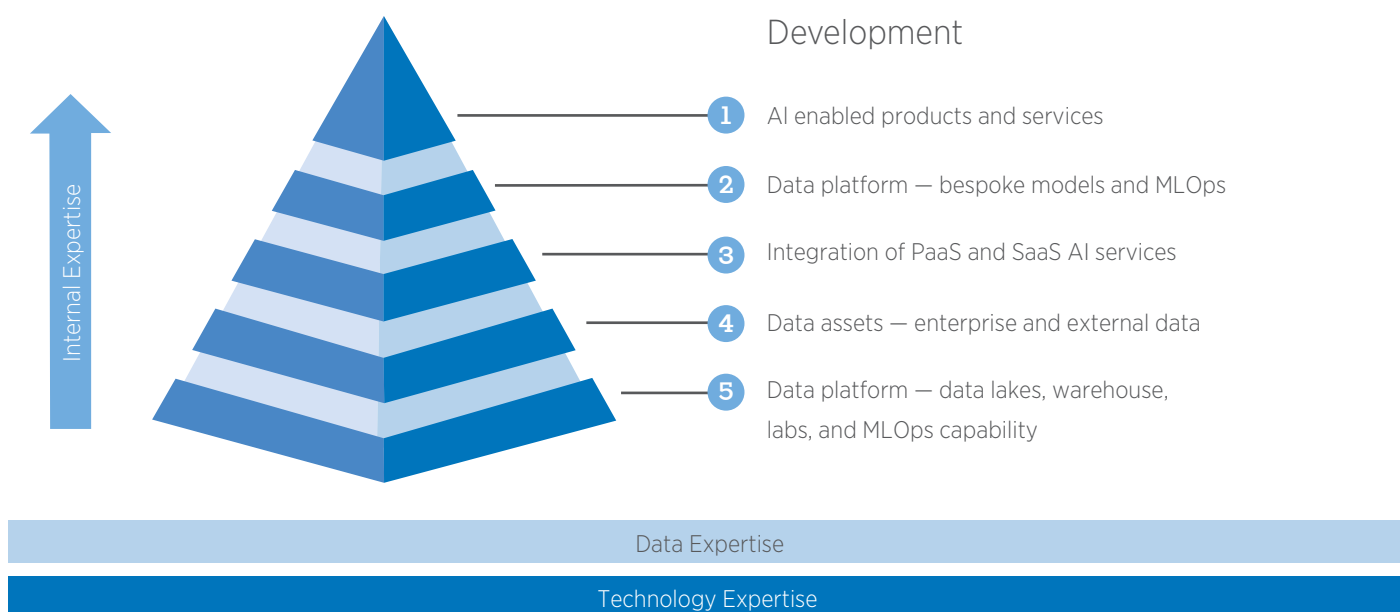 Development
1 AI enabled products and services
2 Data platform — bespoke models and MLOps
3 Integration of PaaS and SaaS AI services
4 Data assets — enterprise and external data
5 Data platform — data lakes, warehouse,
labs, and MLOps capability
Internal Expertise
Data Expertise
Technology Expertise